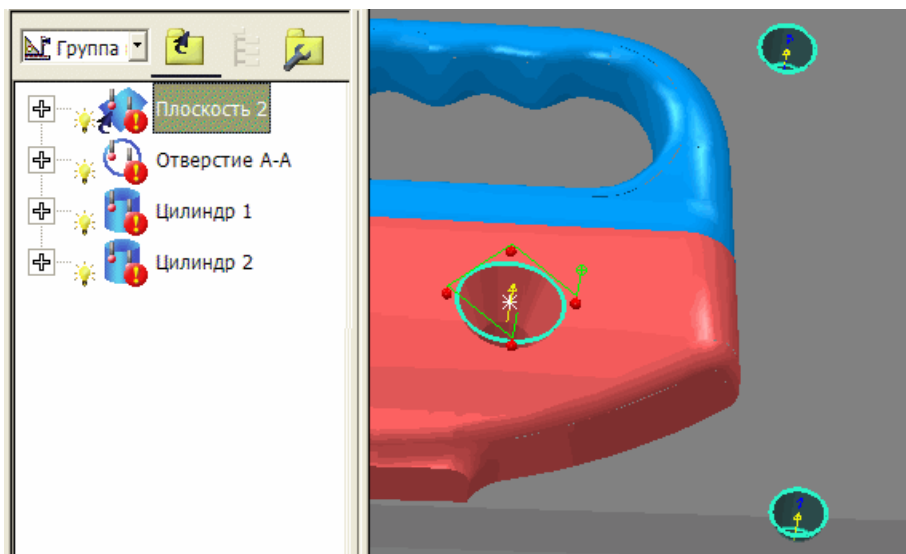 Группа
Плоскость 2
Отверстие А-А
Цилиндр 1
Цилиндр 2